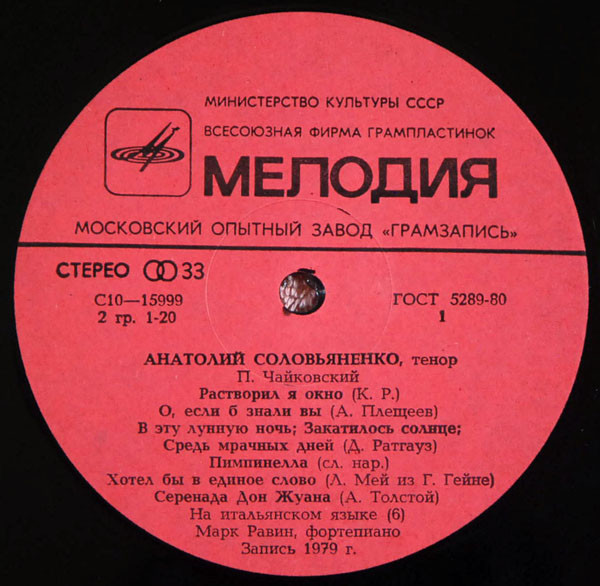 МИНИСТЕРСТВО КУЛЬТУРЫ СССР
ВСЕСОЮЗНАЯ ФИРМА ГРАМПЛАСТИНОК
МЕЛОДИЯ
МОСКОВСКИЙ ОПЫТНЫЙ ЗАВОД «ГРАМЗАПИСЬ»
СТЕРЕО 33
С10—15999
2 гр. 1-20
ГОСТ 5289-80
1
АНАТОЛИЙ СОЛОВЬЯНЕНКО, тенор
П. Чайковский
Растворил я окно (К. Р.)
О, если б знали вы (А. Плещеев)
В эту лунную ночь; Закатилось солнце;
Средь мрачных дней (Д. Ратгауз)
Пимпинелла (сл. нар.)
Хотел бы в единое слово (Л. Мей из Г. Гейне)
Серенада Дон Жуана (А. Толстой)
На итальянском языке (6)
Марк Равин, фортепиано
Запись 1979 г.